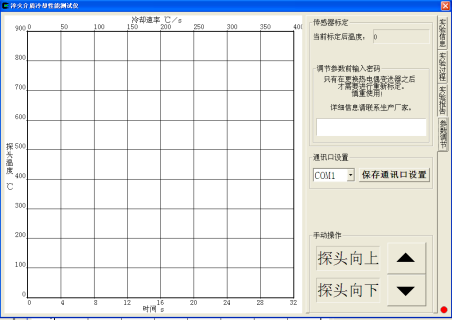 淬火介质冷却性能测试仪
冷却速率 ℃/s
0 50 100 150 200 250 300 350 400
900
800
700
600
500
400
300
200
100
0
探头温度 ℃
0 4 8 12 16 20 24 28 32
时间 s
传感器标定
当前标定后温度: 0
调节参数前输入密码
只有在更换热电偶变送器之后
才需要进行重新标定。
慎重使用!
详细信息请联系生产厂家。
通讯口设置
COM1
保存通讯口设置
手动操作
探头向上
探头向下
实验信息
实验过程
实验报告
参数调节